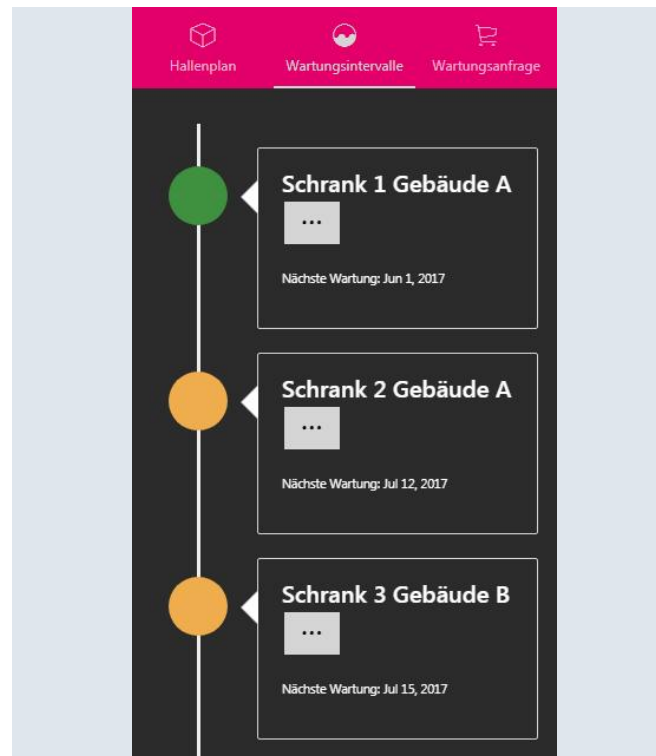 Hallenplan Wartungsintervalle Wartungsanfrage
Schrank 1 Gebäude A
...
Nächste Wartung: Jun 1, 2017
Schrank 2 Gebäude A
...
Nächste Wartung: Jul 12, 2017
Schrank 3 Gebäude B
...
Nächste Wartung: Jul 15, 2017